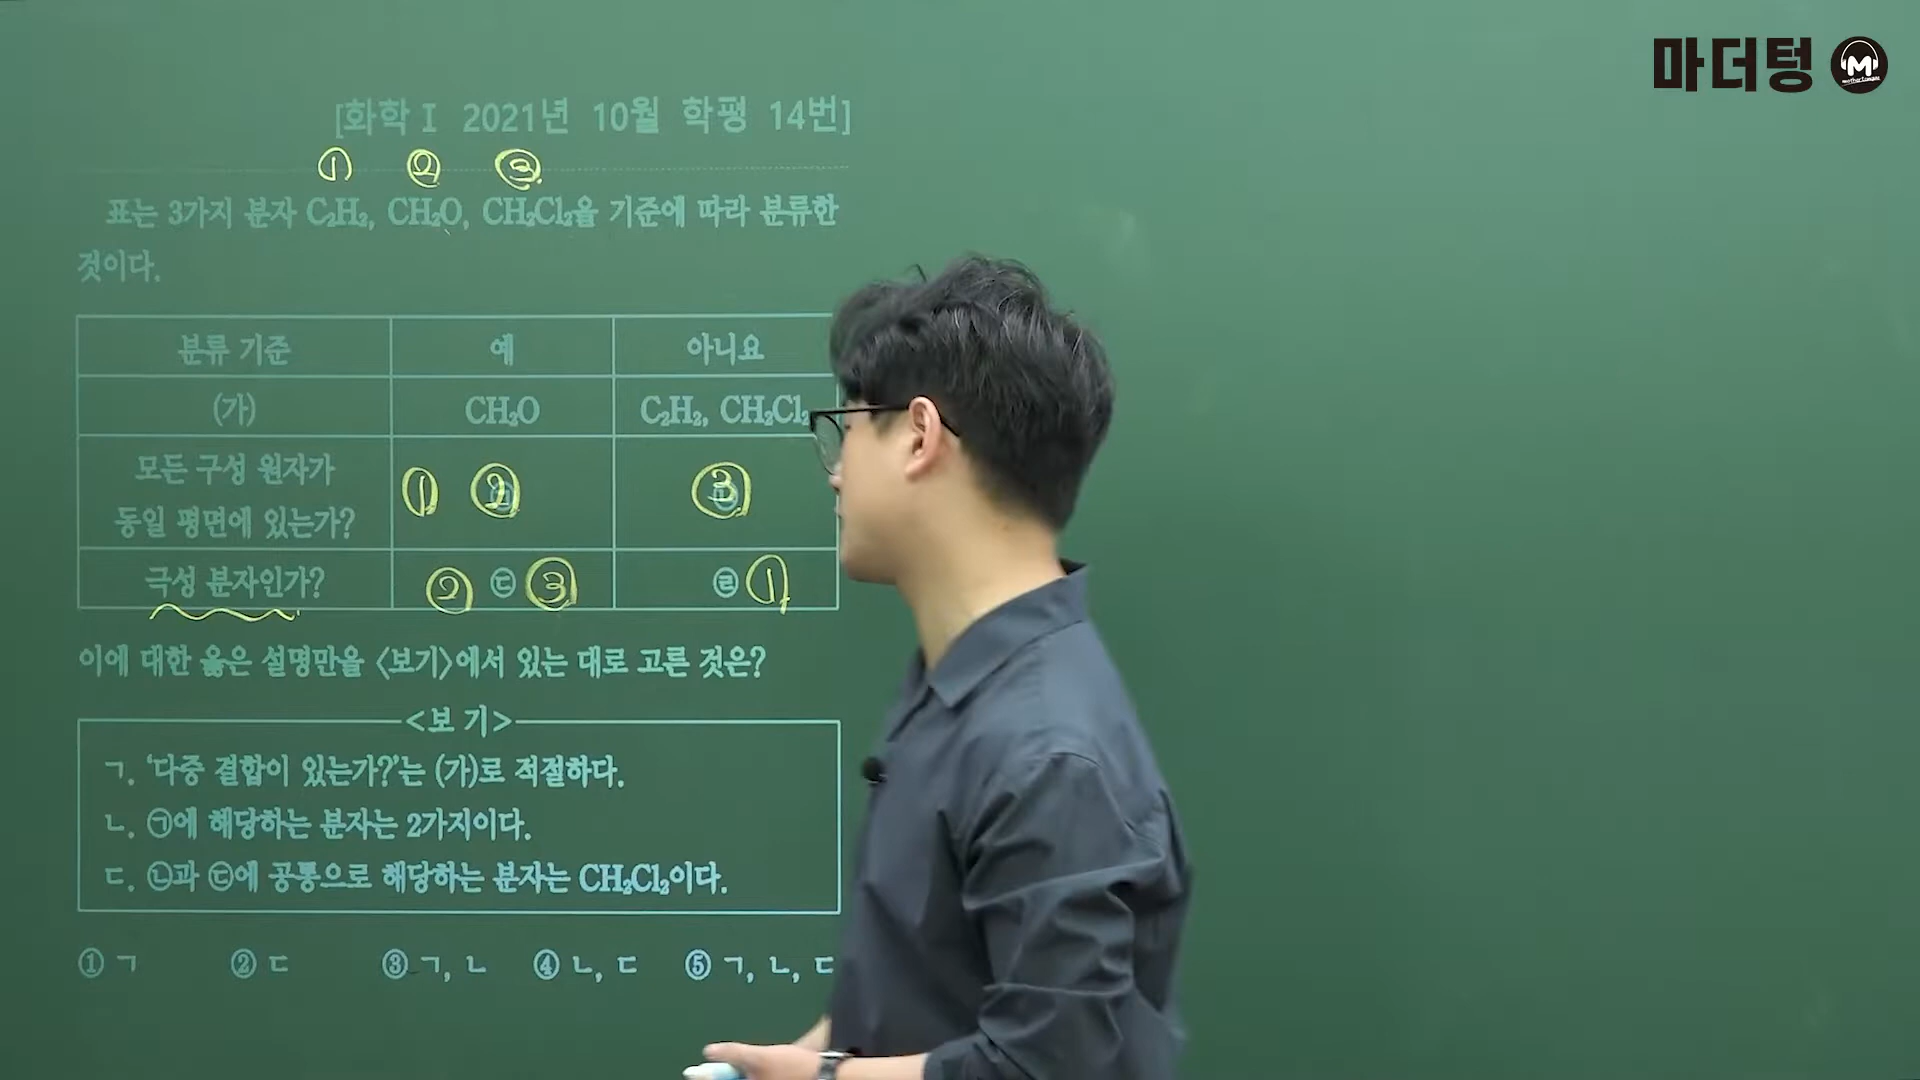 마더텅 M
[화학Ⅰ 2021년 10월 학평 14번]
① ② ③
표는 3가지 분자 C₂H₂, CH₂O, CH₂Cl₂을 기준에 따라 분류한
것이다.
분류 기준 예 아니요
(가) CH₂O C₂H₂, CH₂Cl₂
모든 구성 원자가
동일 평면에 있는가? ① ② ③
극성 분자인가? ② ㉢ ③ ㉣ ①
이에 대한 옳은 설명만을 <보기>에서 있는 대로 고른 것은?
<보 기>
ㄱ. '다중 결합이 있는가?'는 (가)로 적절하다.
ㄴ. ㉠에 해당하는 분자는 2가지이다.
ㄷ. ㉡과 ㉢에 공통으로 해당하는 분자는 CH₂Cl₂이다.
① ㄱ ② ㄷ ③ ㄱ, ㄴ ④ ㄴ, ㄷ ⑤ ㄱ, ㄴ, ㄷ